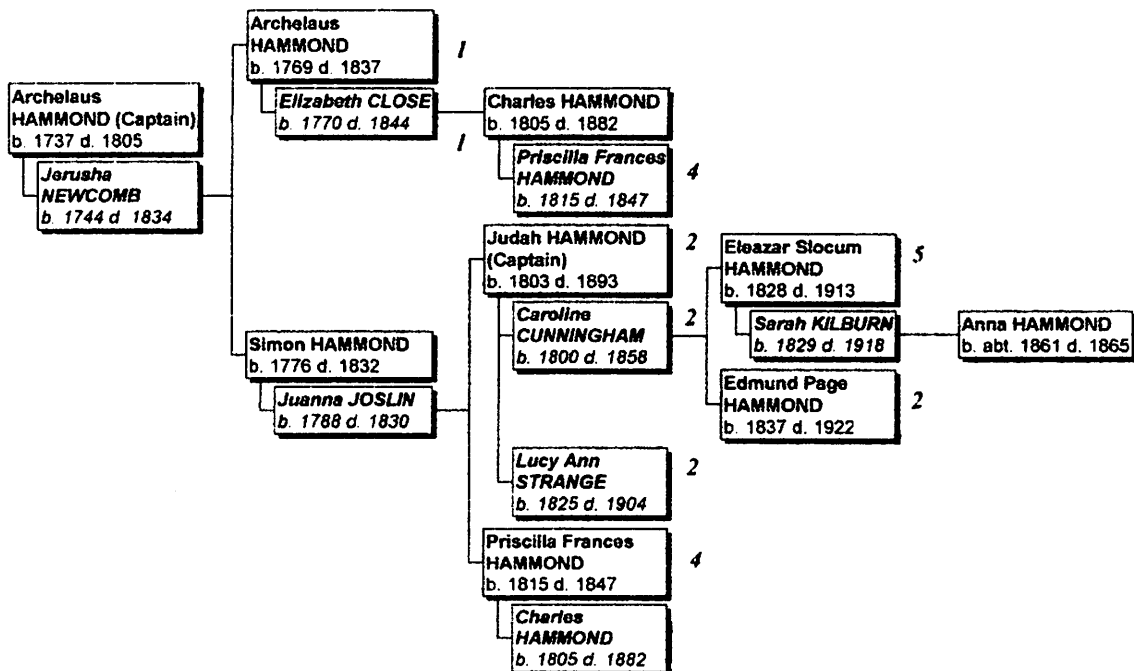 Archelaus
HAMMOND (Captain)
b. 1737 d. 1805
Jerusha
NEWCOMB
b. 1744 d. 1834
Archelaus
HAMMOND
b. 1769 d. 1837
1
Elizabeth CLOSE
b. 1770 d. 1844
1
Charles HAMMOND
b. 1805 d. 1882
Priscilla Frances
HAMMOND
b. 1815 d. 1847
4
Simon HAMMOND
b. 1776 d. 1832
Juanna JOSLIN
b. 1788 d. 1830
Judah HAMMOND
(Captain)
b. 1803 d. 1893
2
Caroline
CUNNINGHAM
b. 1800 d. 1858
2
Eleazar Slocum
HAMMOND
b. 1828 d. 1913
5
Sarah KILBURN
b. 1829 d. 1918
Anna HAMMOND
b. abt. 1861 d. 1865
Edmund Page
HAMMOND
b. 1837 d. 1922
2
Lucy Ann
STRANGE
b. 1825 d. 1904
2
Priscilla Frances
HAMMOND
b. 1815 d. 1847
4
Charles
HAMMOND
b. 1805 d. 1882